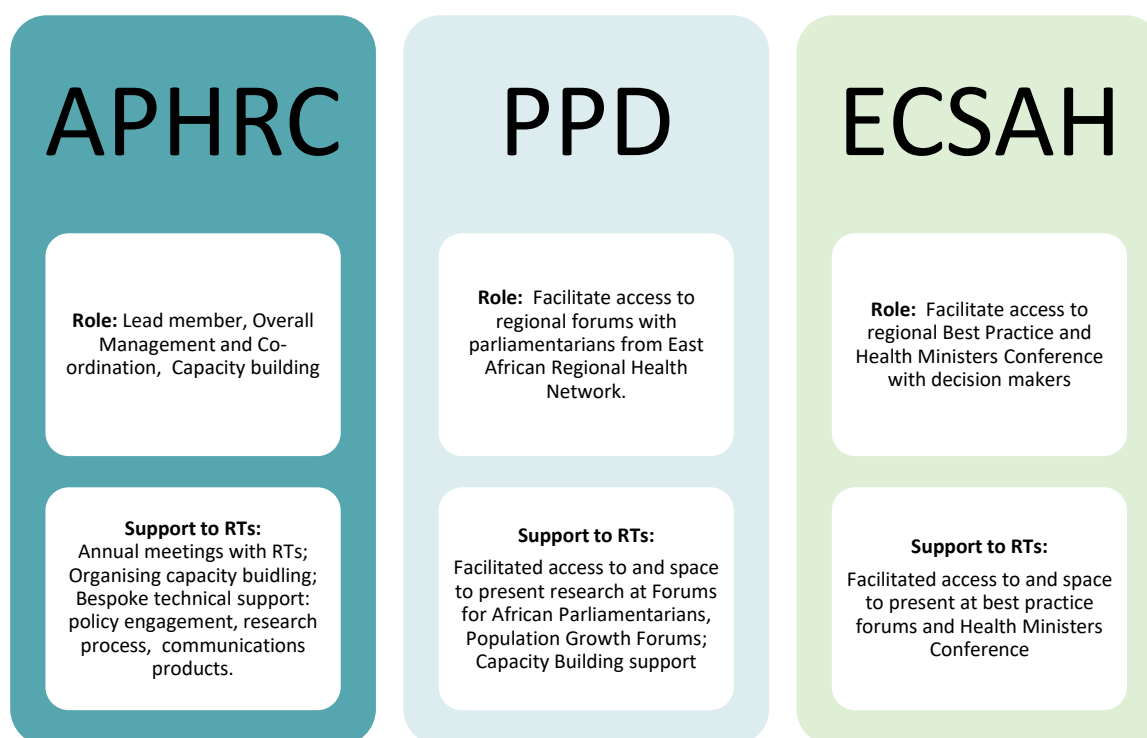 APHRC
Role: Lead member, Overall
Management and Co-
ordination,  Capacity building
Support to RTs:
Annual meetings with RTs;
Organising capacity buidling;
Bespoke technical support:
policy engagement, research
process,  communications
products.
PPD
Role:  Facilitate access to
regional forums with
parliamentarians from East
African Regional Health
Network.
Support to RTs:
Facilitated access to and space
to present research at Forums
for African Parliamentarians,
Population Growth Forums;
Capacity Building support
ECSAH
Role:  Facilitate access to
regional Best Practice and
Health Ministers Conference
with decision makers
Support to RTs:
Facilitated access to and space
to present at best practice
forums and Health Ministers
Conference